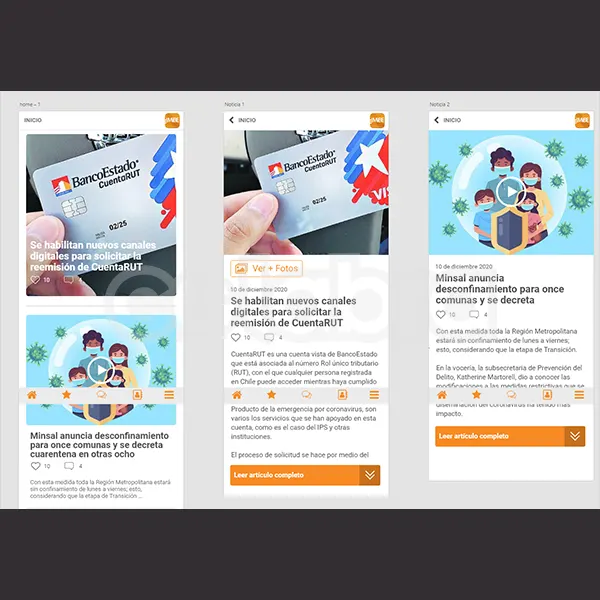 home – 1
INICIO
BancoEstado
CuentaRUT
02/25
Se habilitan nuevos canales
digitales para solicitar la
reemisión de CuentaRUT
10
4
Minsal anuncia desconfinamiento
para once comunas y se decreta
cuarentena en otras ocho
10
4
Con esta medida toda la Región Metropolitana estará
sin confinamiento de lunes a viernes; esto,
considerando que la etapa de Transición ...
Noticia 1
INICIO
BancoEstado
CuentaRUT
02/25
VIS
Ver + Fotos
10 de diciembre 2020
Se habilitan nuevos canales
digitales para solicitar la
reemisión de CuentaRUT
10
4
CuentaRUT es una cuenta vista de BancoEstado
que está asociada al número Rol único tributario
(RUT), con el que cualquier persona registrada
en Chile puede acceder mientras haya cumplido
Producto de la emergencia por coronavirus, son
varios los servicios que se han apoyado en esta
cuenta, como es el caso del IPS y otras
instituciones.
El proceso de solicitud se hace por medio del
Leer artículo completo
Noticia 2
INICIO
10 de diciembre 2020
Minsal anuncia
desconfinamiento para once
comunas y se decreta
10
4
Con esta medida toda la Región Metropolitana
estará sin confinamiento de lunes a viernes;
esto, considerando que la etapa de Transición.
En la vocería, la subsecretaria de Prevención del
Delito, Katherine Martorell, dio a conocer las
modificaciones a las medidas restrictivas que se
diseminación del coronavirus ha tenido más
impacto.
Leer artículo completo